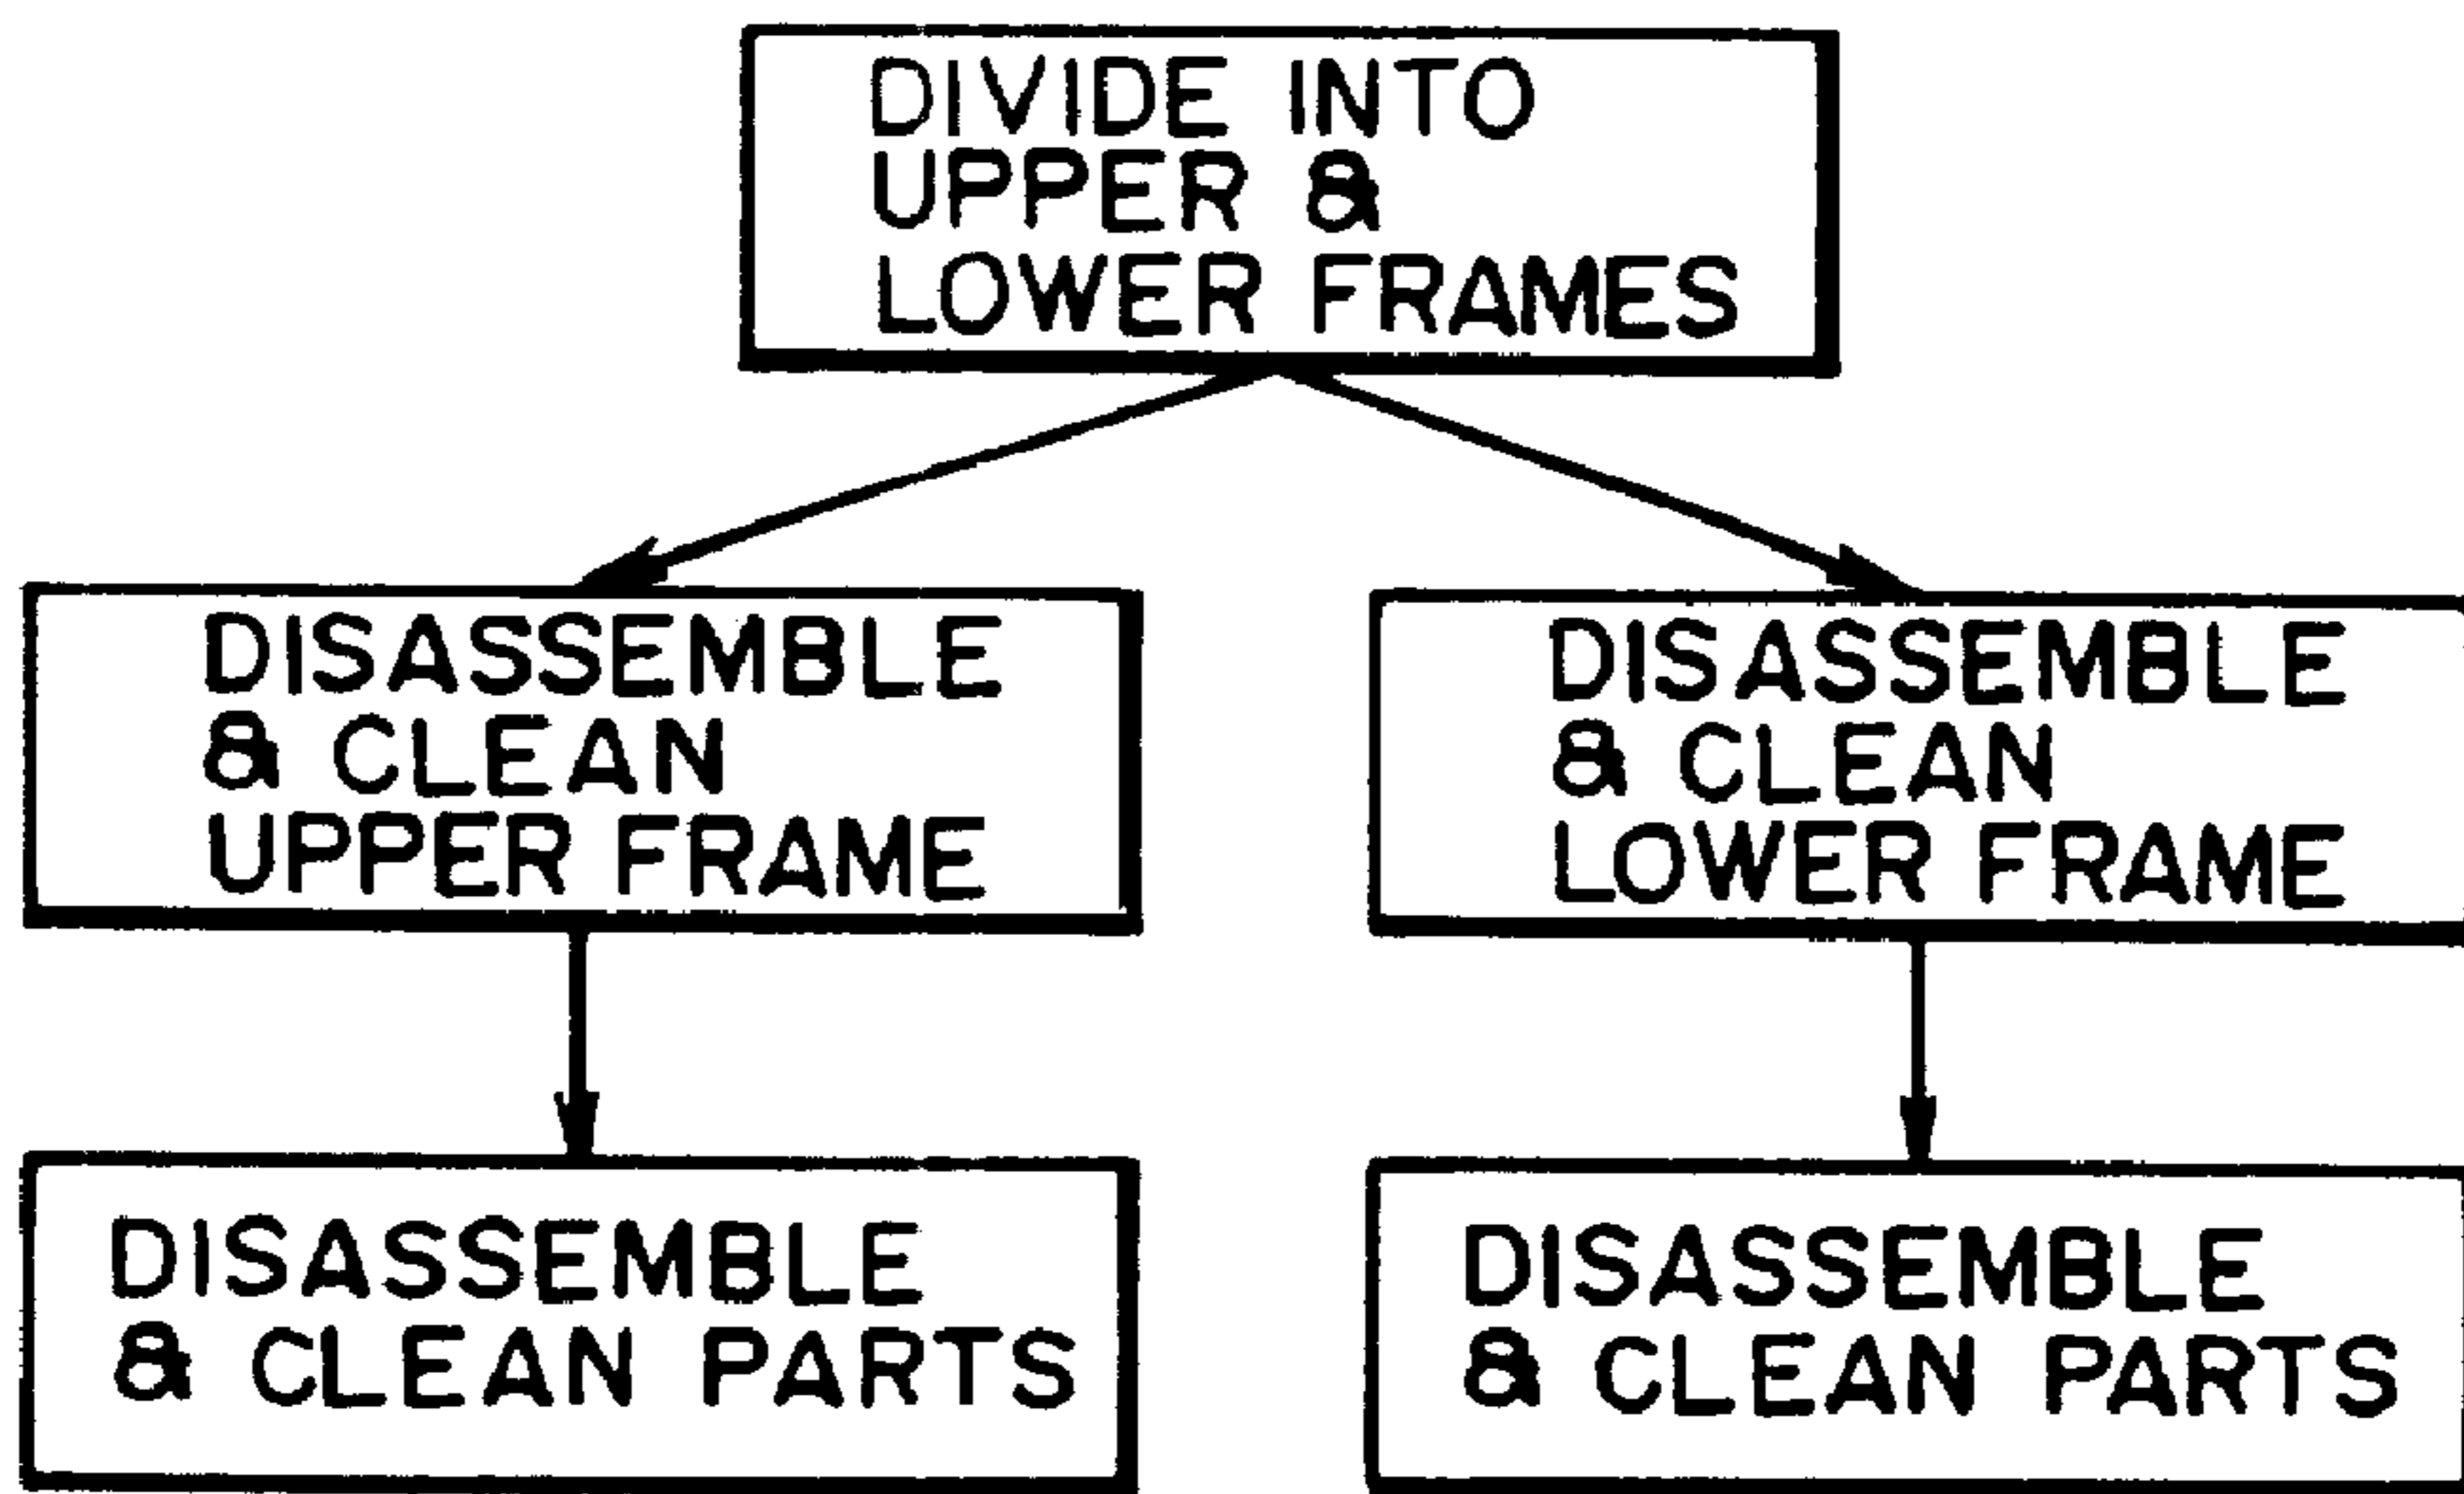 DIVIDE INTO
UPPER &
LOWER FRAMES
DISASSEMBLE
& CLEAN
UPPER FRAME
DISASSEMBLE
& CLEAN
LOWER FRAME
DISASSEMBLE
& CLEAN PARTS
DISASSEMBLE
& CLEAN PARTS